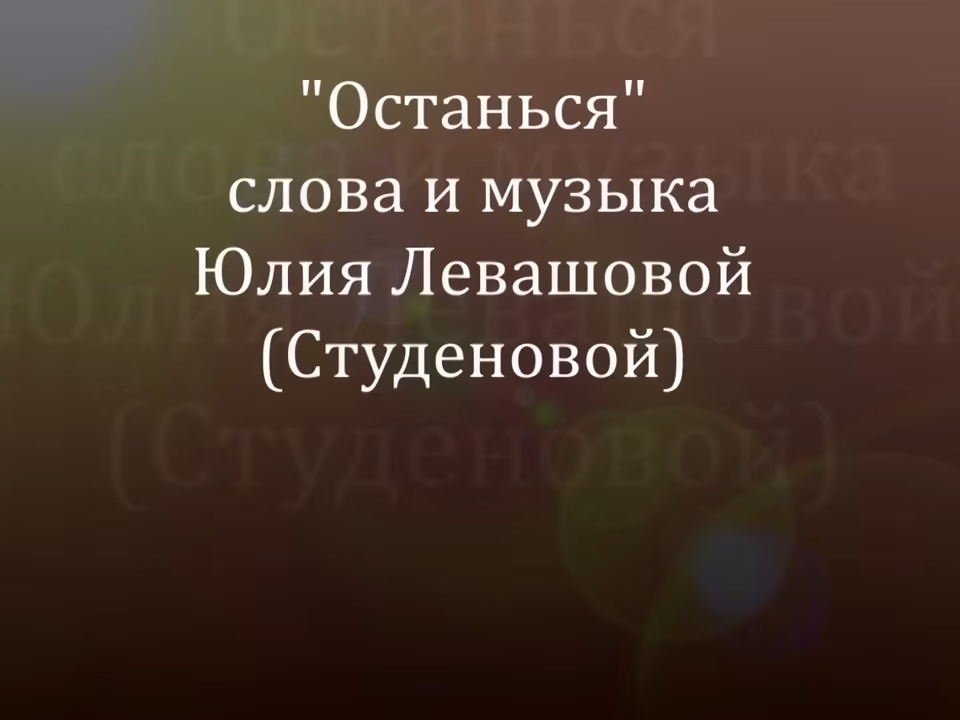 "Останься"
слова и музыка
Юлия Левашовой
(Студеновой)